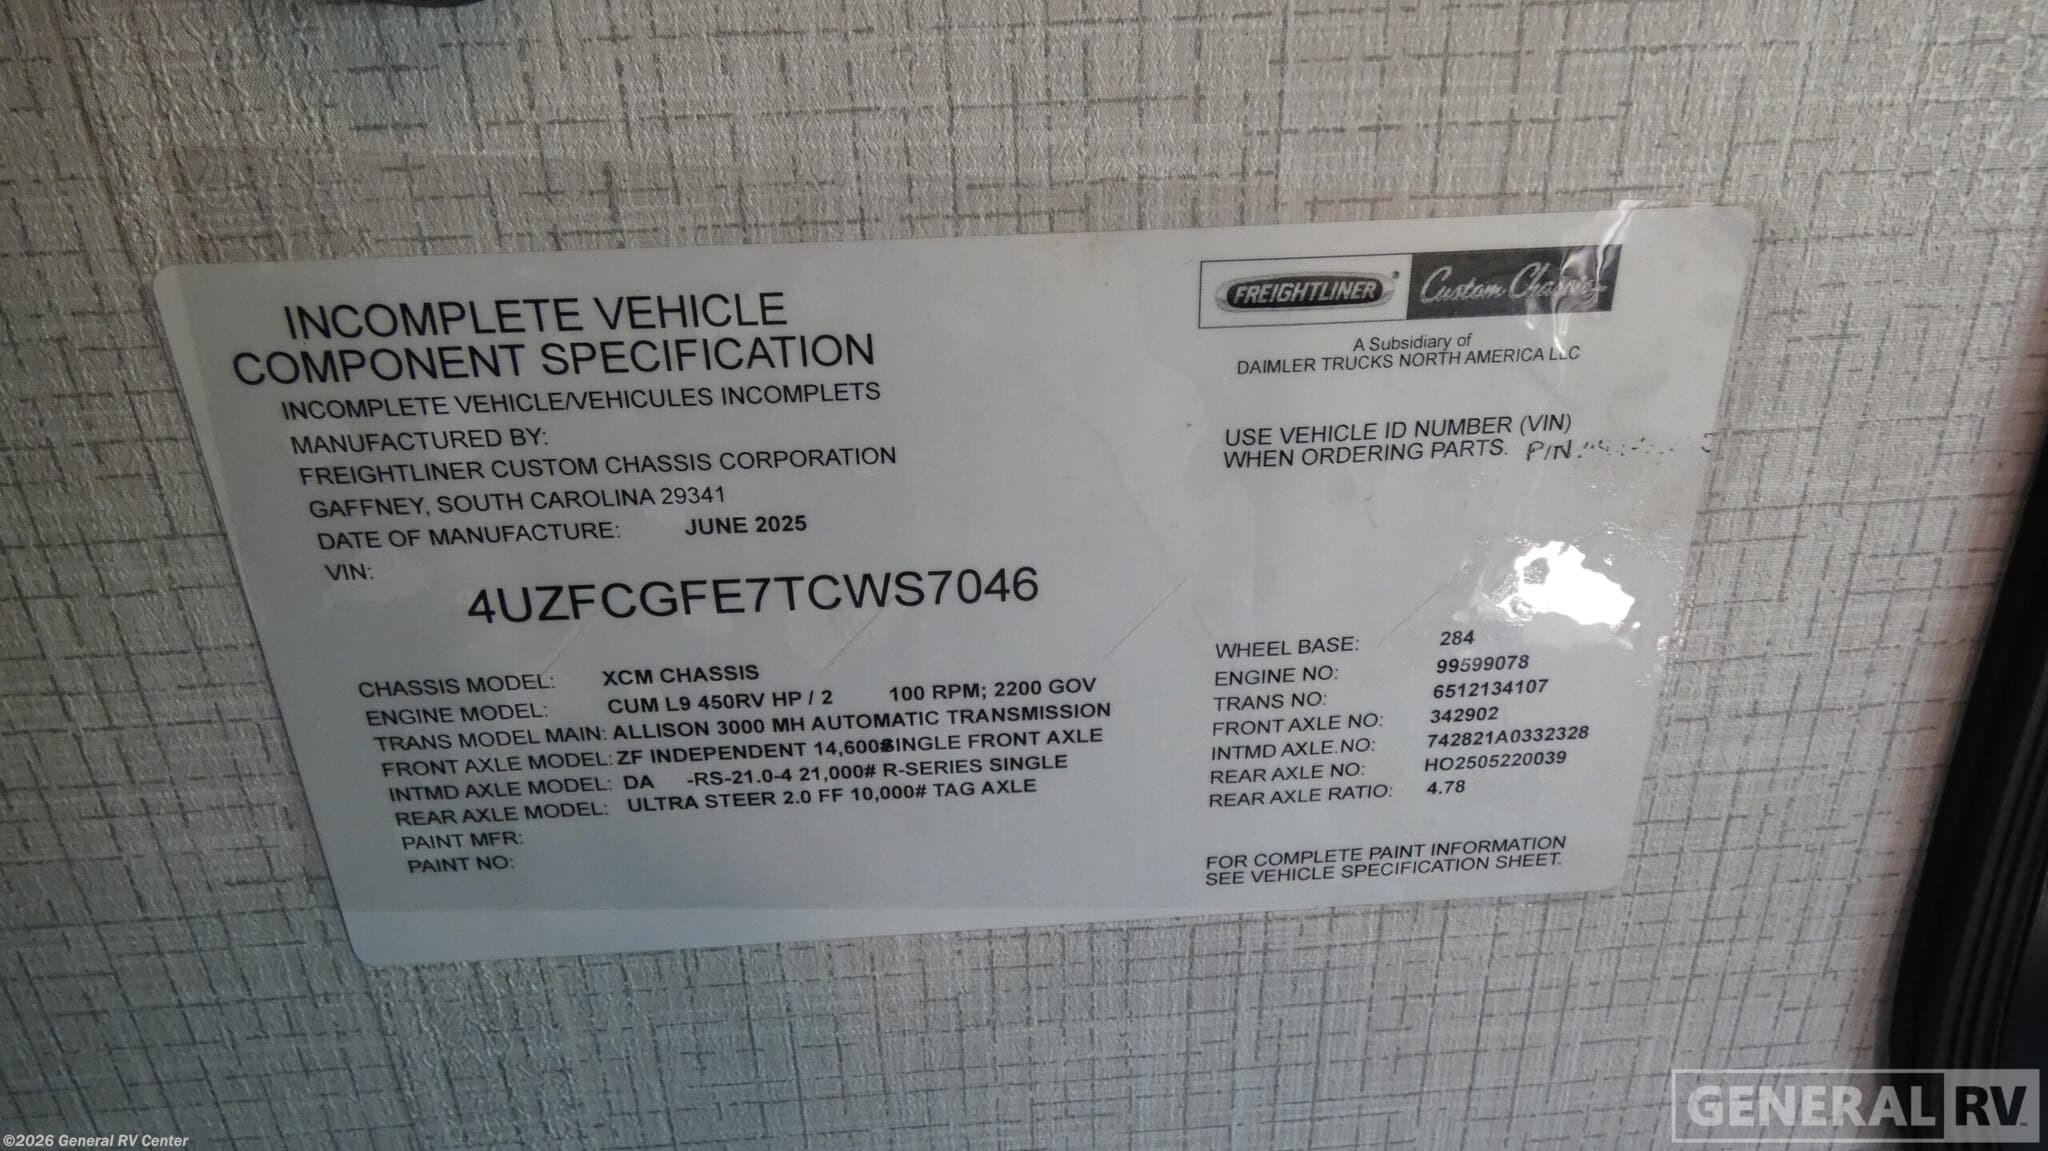 INCOMPLETE VEHICLE
COMPONENT SPECIFICATION
INCOMPLETE VEHICLE/VEHICULES INCOMPLETS
MANUFACTURED BY:
FREIGHTLINER CUSTOM CHASSIS CORPORATION
GAFFNEY, SOUTH CAROLINA 29341
DATE OF MANUFACTURE: JUNE 2025
VIN:
4UZFCGFE7TCWS7046
CHASSIS MODEL: XCM CHASSIS
ENGINE MODEL: CUM L9 450RV HP / 2 100 RPM; 2200 GOV
TRANS MODEL MAIN: ALLISON 3000 MH AUTOMATIC TRANSMISSION
FRONT AXLE MODEL: ZF INDEPENDENT 14,600# SINGLE FRONT AXLE
INTMD AXLE MODEL: DA -RS-21.0-4 21,000# R-SERIES SINGLE
REAR AXLE MODEL: ULTRA STEER 2.0 FF 10,000# TAG AXLE
PAINT MFR:
PAINT NO:
FREIGHTLINER® Custom Chassis
A Subsidiary of
DAIMLER TRUCKS NORTH AMERICA LLC
USE VEHICLE ID NUMBER (VIN)
WHEN ORDERING PARTS. P/N
WHEEL BASE: 284
ENGINE NO: 99599078
TRANS NO: 6512134107
FRONT AXLE NO: 342902
INTMD AXLE.NO: 742821A0332328
REAR AXLE NO: HO2505220039
REAR AXLE RATIO: 4.78
FOR COMPLETE PAINT INFORMATION
SEE VEHICLE SPECIFICATION SHEET.
GENERAL RV™
©2026 General RV Center